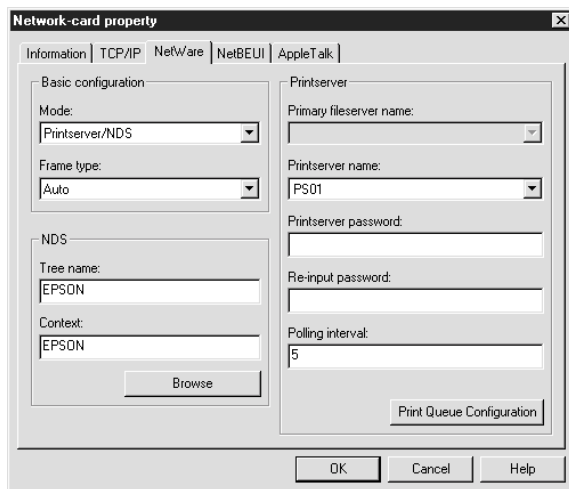 Network-card property
Information TCP/IP NetWare NetBEUI AppleTalk
Basic configuration
Mode:
Printserver/NDS
Frame type:
Auto
NDS
Tree name:
EPSON
Context:
EPSON
Browse
Printserver
Primary fileserver name:
Printserver name:
PS01
Printserver password:
Re-input password:
Polling interval:
5
Print Queue Configuration
OK Cancel Help